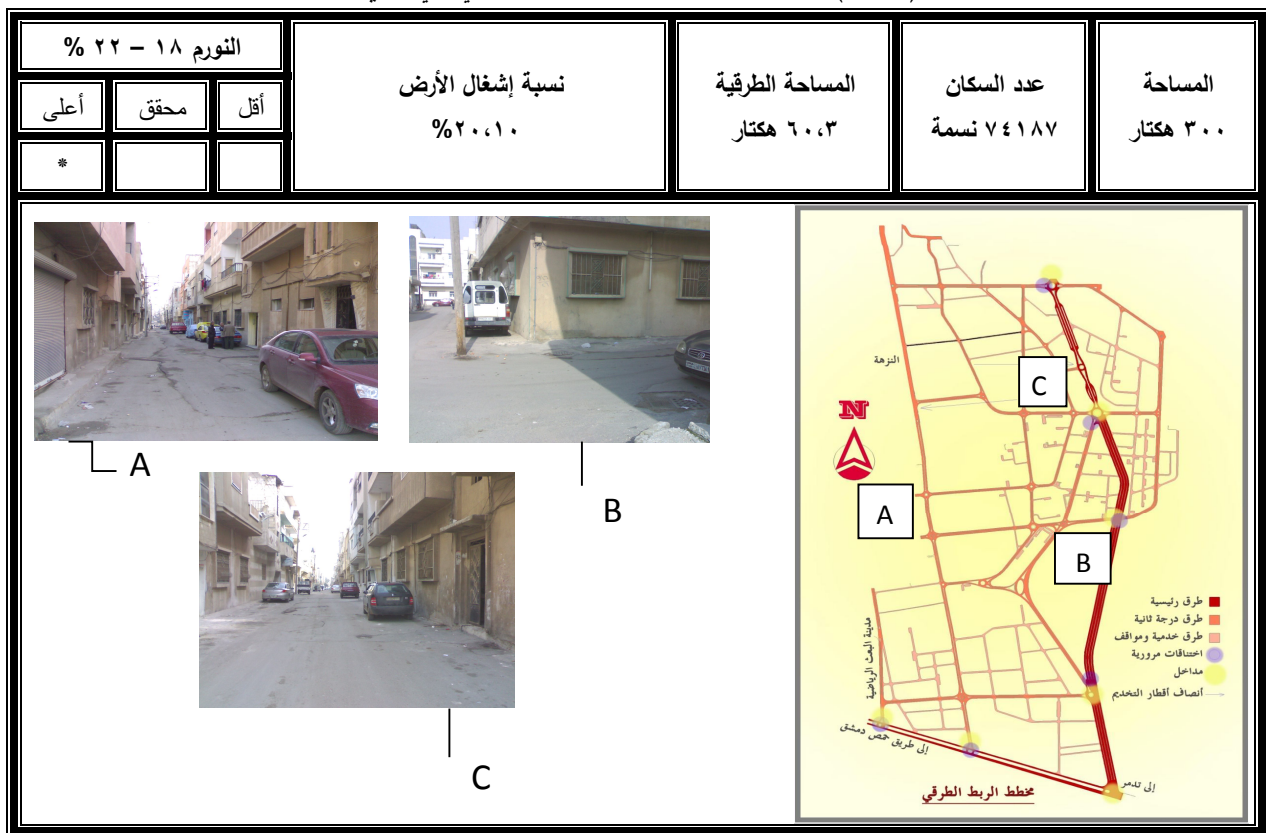 المساحة
٣٠٠ هكتار
عدد السكان
٧٤١٨٧ نسمة
المساحة الطرقية
٦٠،٣ هكتار
نسبة إشغال الأرض
٢٠،١٠%
النورم ١٨ – ٢٢ %
أقل
محقق
أعلى
*
A
B
C
النزهة
N
C
A
B
مدينة البعث الرياضية
طرق رئيسية
طرق درجة ثانية
طرق خدمية ومواقف
اختناقات مرورية
مداخل
أنصاف أقطار التخديم
إلى طريق حمص دمشق
إلى تدمر
مخطط الربط الطرقي